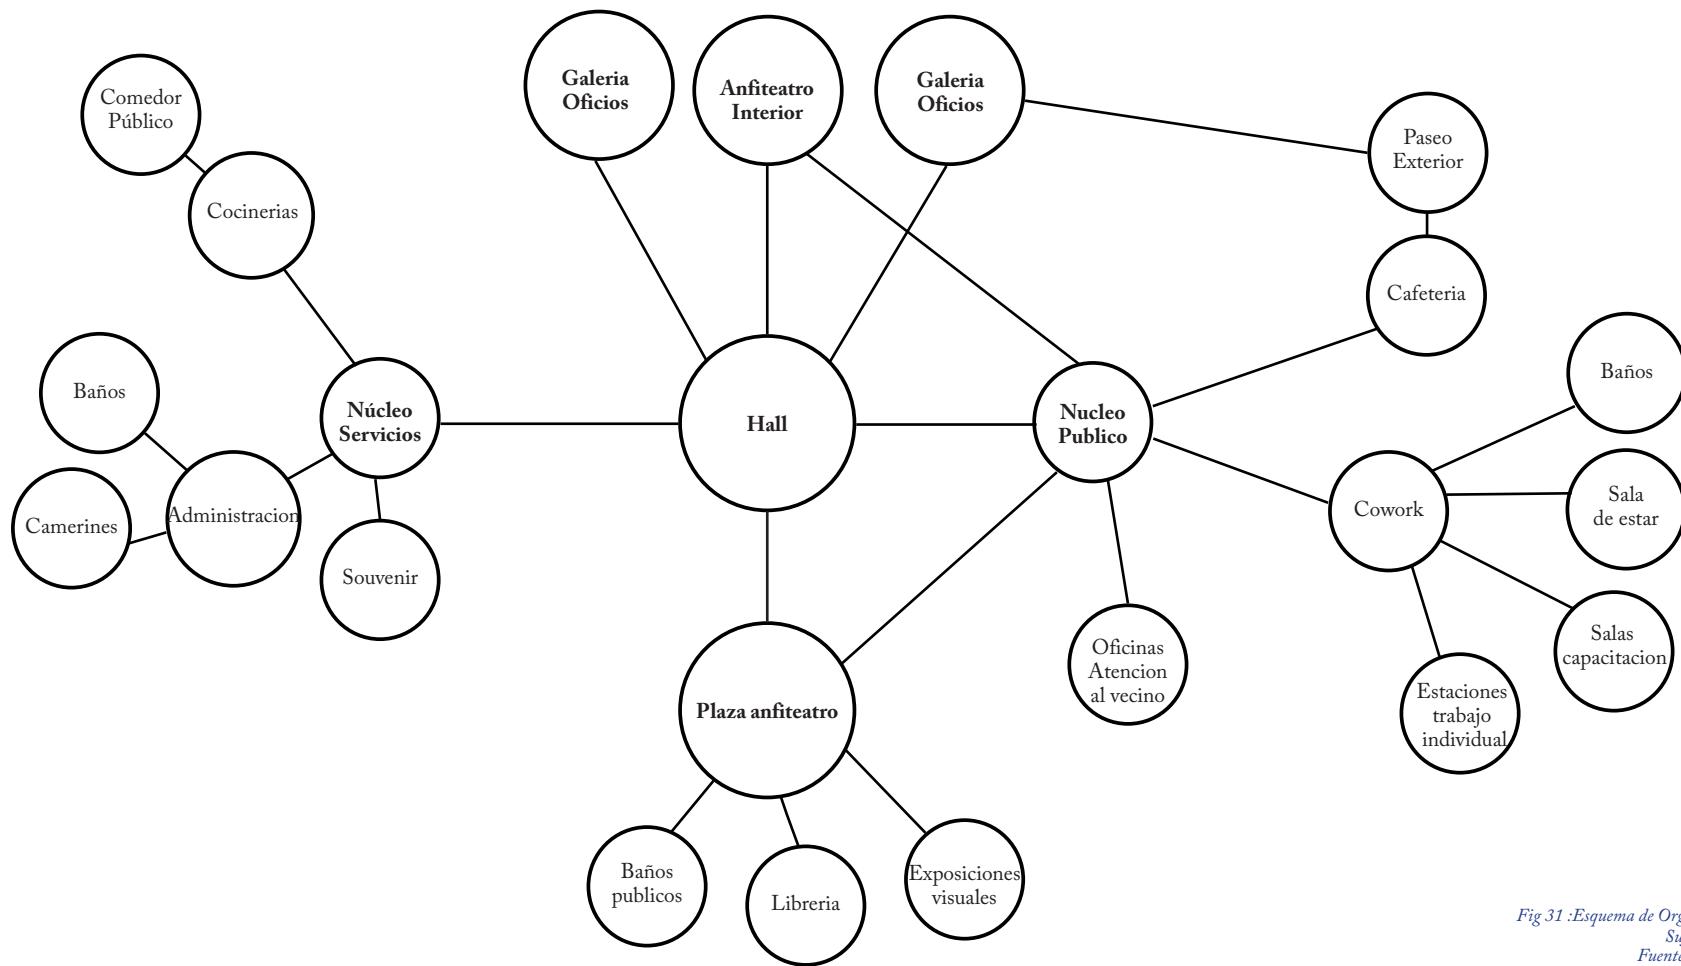 Galeria
Oficios
Anfiteatro
Interior
Galeria
Oficios
Comedor
Público
Paseo
Exterior
Cocinerias
Cafeteria
Baños
Núcleo
Servicios
Hall
Nucleo
Publico
Baños
Camerines
Administracion
Souvenir
Cowork
Sala
de estar
Oficinas
Atencion
al vecino
Salas
capacitacion
Estaciones
trabajo
individual
Plaza anfiteatro
Baños
publicos
Libreria
Exposiciones
visuales
Fig 31 :Esquema de
Fuente